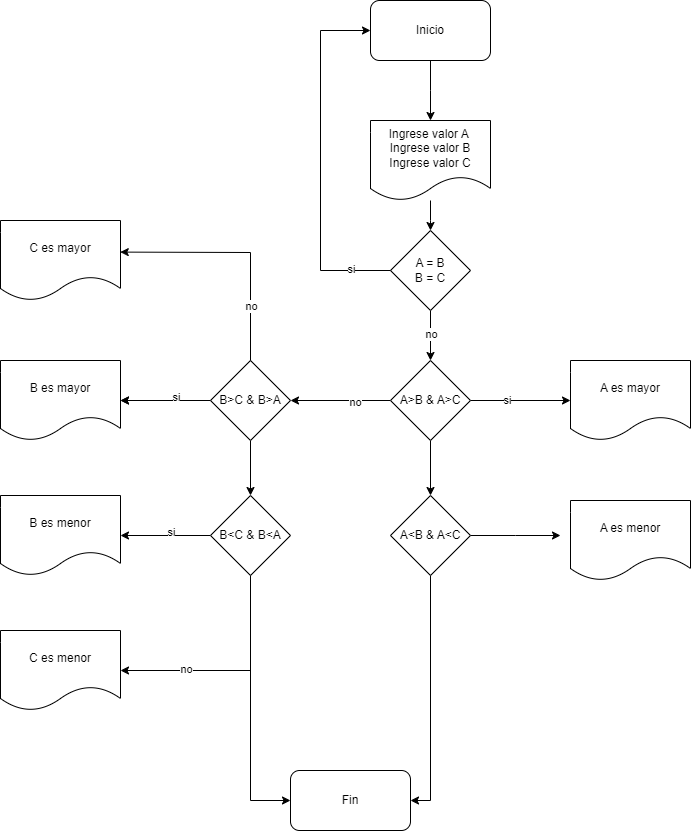 Inicio
Ingrese valor A
Ingrese valor B
Ingrese valor C
A = B
B = C
si
no
C es mayor
no
B es mayor
si
B>C & B>A
no
A>B & A>C
si
A es mayor
B es menor
si
B<C & B<A
A<B & A<C
A es menor
C es menor
no
Fin